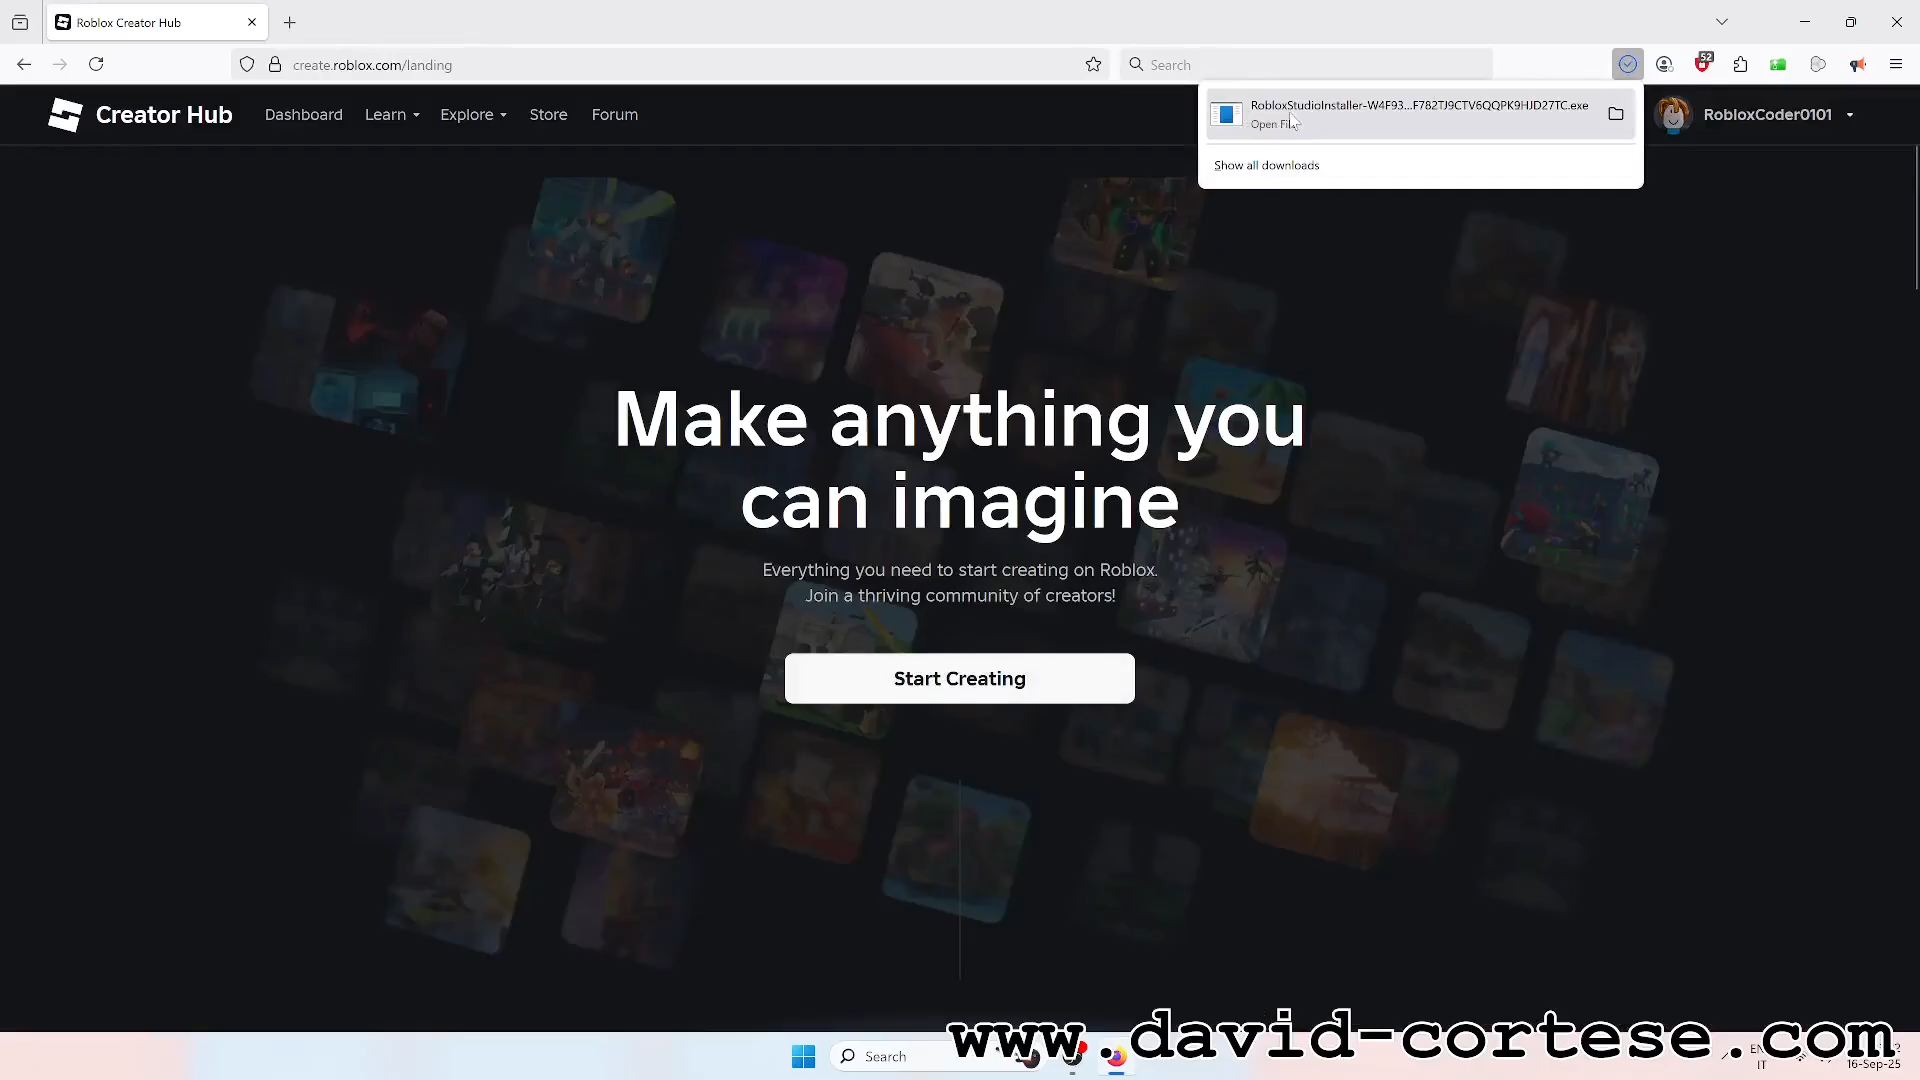 Roblox Creator Hub
create.roblox.com/landing
Search
52
RobloxStudioInstaller-W4F93...F782TJ9CTV6QQPK9HJD27TC.exe
Open
Show all downloads
Creator Hub
Dashboard
Learn
Explore
Store
Forum
RobloxCoder0101
Make anything you
can imagine
Everything you need to start creating on Roblox.
Join a thriving community of creators!
Start Creating
Search
www.david-cortese.com
IT
16-Sep-25